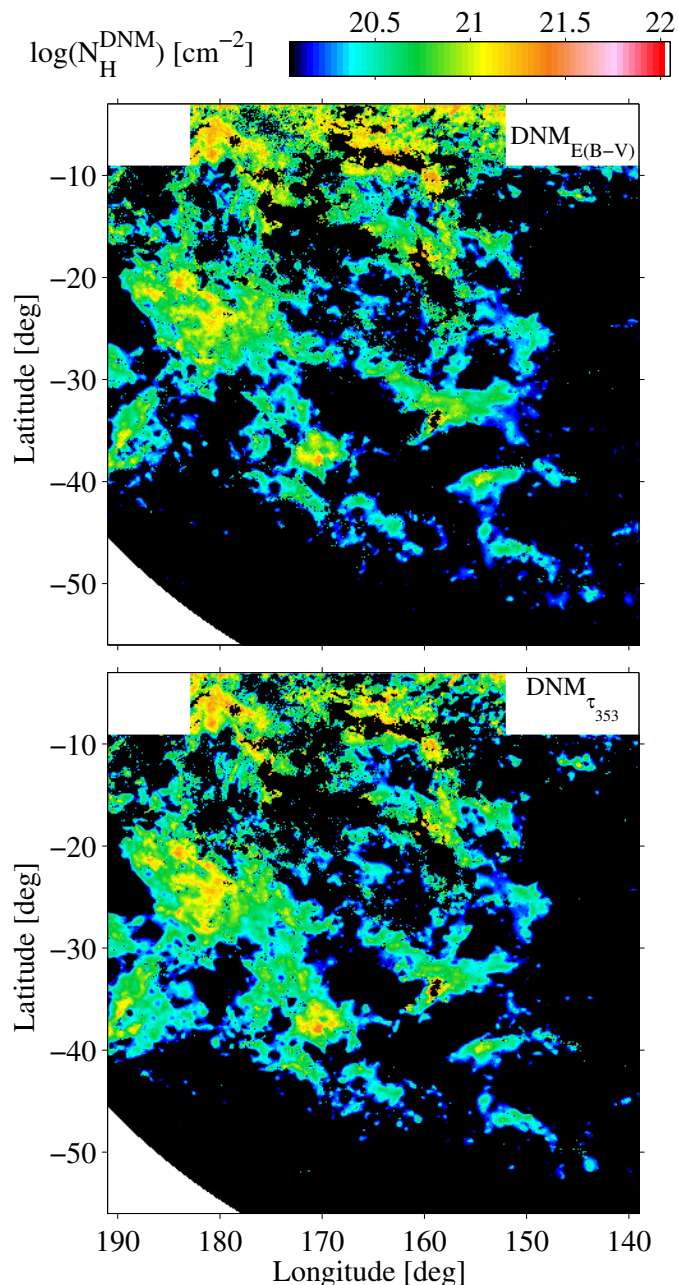 log(N_H^DNM) [cm^−2]
20.5 21 21.5 22
DNM_E(B−V)
−10
−20
−30
−40
−50
Latitude [deg]
DNM_τ_353
−10
−20
−30
−40
−50
Latitude [deg]
190 180 170 160 150 140
Longitude [deg]